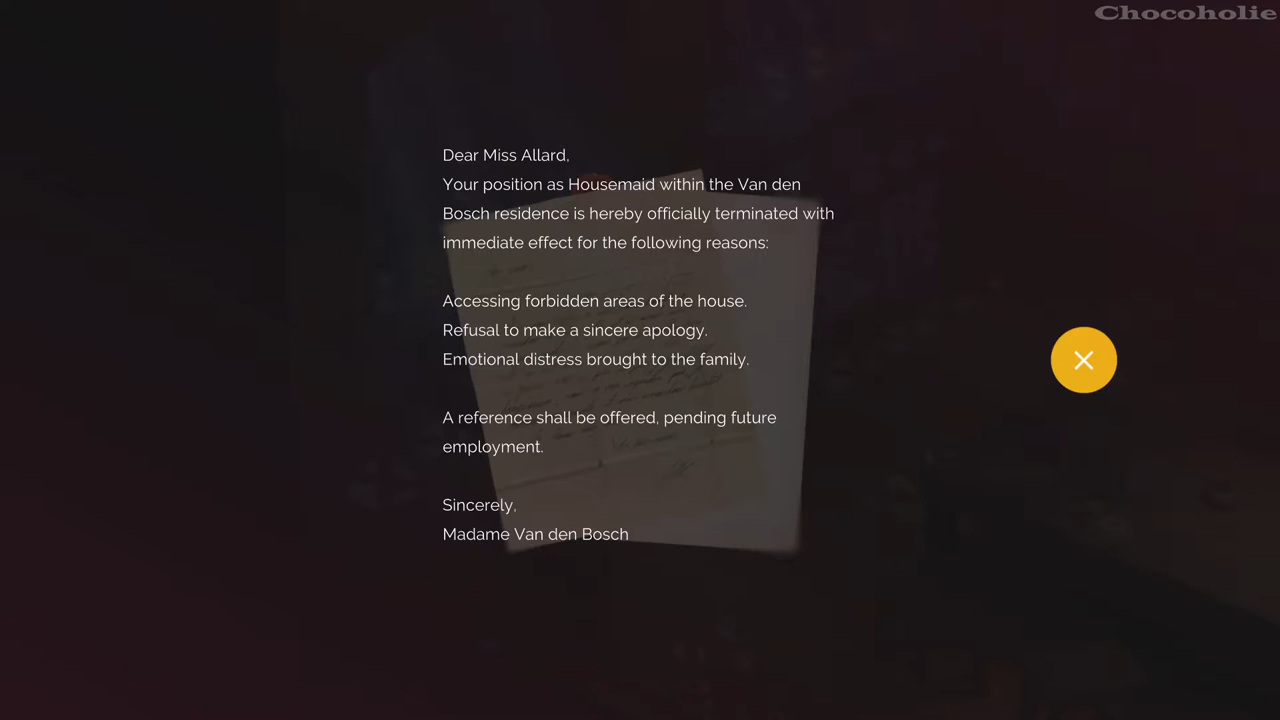 Chocoholie
Dear Miss Allard,
Your position as Housemaid within the Van den
Bosch residence is hereby officially terminated with
immediate effect for the following reasons:
Accessing forbidden areas of the house.
Refusal to make a sincere apology.
Emotional distress brought to the family.
A reference shall be offered, pending future
employment.
Sincerely,
Madame Van den Bosch